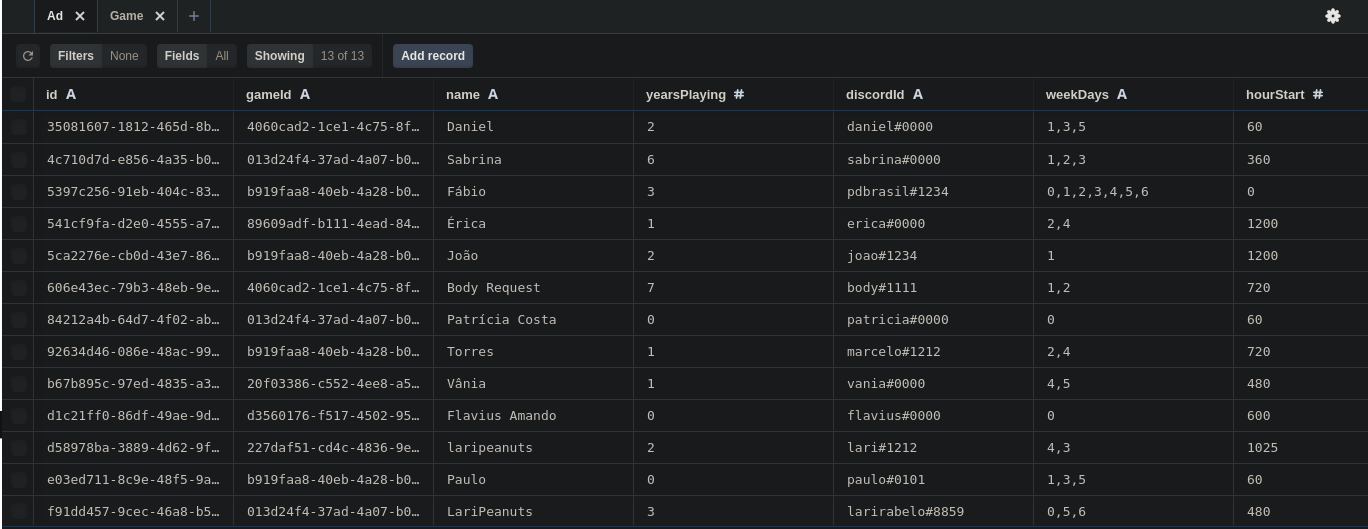 Ad Game
Filters None Fields All Showing 13 of 13 Add record
id A gameId A name A yearsPlaying # discordId A weekDays A hourStart #
35081607-1812-465d-8b… 4060cad2-1ce1-4c75-8f… Daniel 2 daniel#0000 1,3,5 60
4c710d7d-e856-4a35-b0… 013d24f4-37ad-4a07-b0… Sabrina 6 sabrina#0000 1,2,3 360
5397c256-91eb-404c-83… b919faa8-40eb-4a28-b0… Fábio 3 pdbrasil#1234 0,1,2,3,4,5,6 0
541cf9fa-d2e0-4555-a7… 89609adf-b111-4ead-84… Érica 1 erica#0000 2,4 1200
5ca2276e-cb0d-43e7-86… b919faa8-40eb-4a28-b0… João 2 joao#1234 1 1200
606e43ec-79b3-48eb-9e… 4060cad2-1ce1-4c75-8f… Body Request 7 body#1111 1,2 720
84212a4b-64d7-4f02-ab… 013d24f4-37ad-4a07-b0… Patrícia Costa 0 patricia#0000 0 60
92634d46-086e-48ac-99… b919faa8-40eb-4a28-b0… Torres 1 marcelo#1212 2,4 720
b67b895c-97ed-4835-a3… 20f03386-c552-4ee8-a5… Vânia 1 vania#0000 4,5 480
d1c21ff0-86df-49ae-9d… d3560176-f517-4502-95… Flavius Amando 0 flavius#0000 0 600
d58978ba-3889-4d62-9f… 227daf51-cd4c-4836-9e… laripeanuts 2 lari#1212 4,3 1025
e03ed711-8c9e-48f5-9a… b919faa8-40eb-4a28-b0… Paulo 0 paulo#0101 1,3,5 60
f91dd457-9cec-46a8-b5… 013d24f4-37ad-4a07-b0… LariPeanuts 3 larirabelo#8859 0,5,6 480